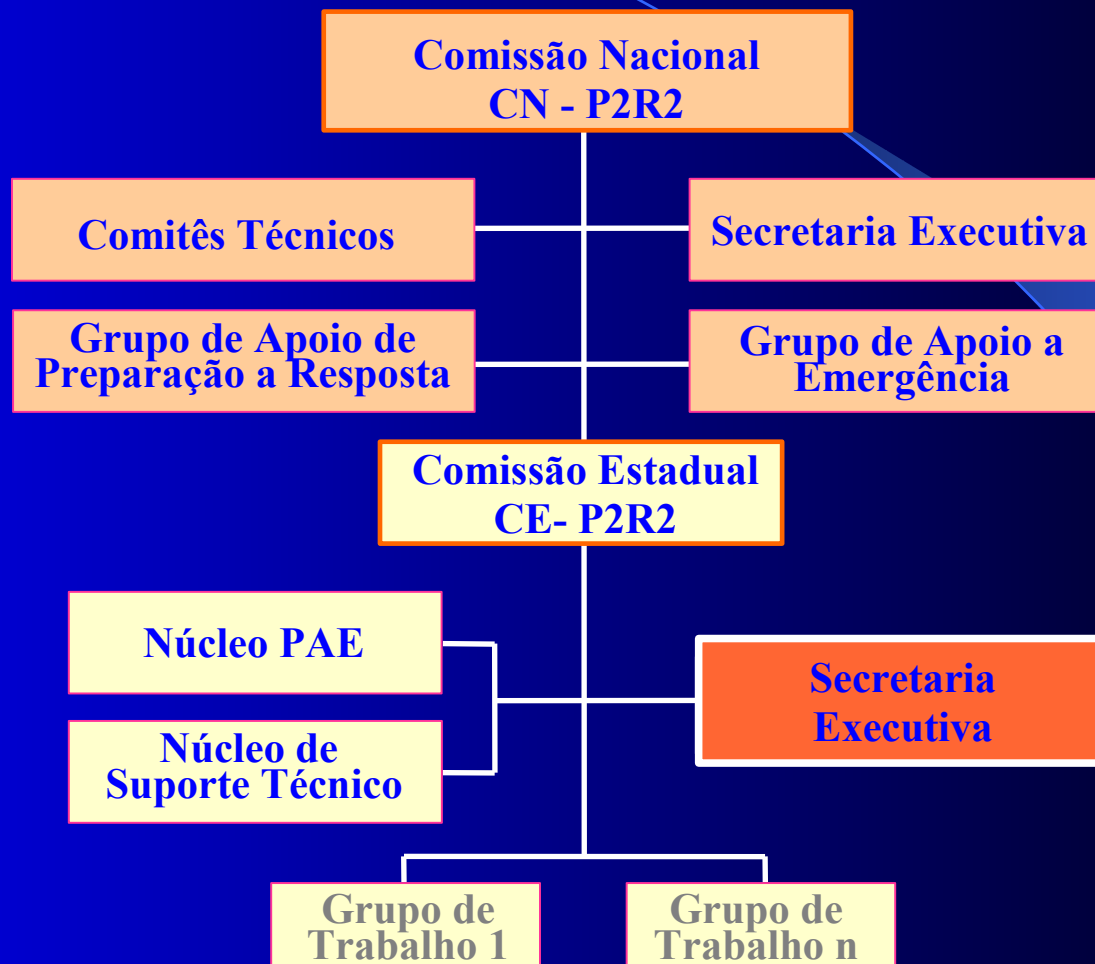 Comissão Nacional
CN - P2R2
Comitês Técnicos
Secretaria Executiva
Grupo de Apoio de
Preparação a Resposta
Grupo de Apoio a
Emergência
Comissão Estadual
CE- P2R2
Núcleo PAE
Secretaria
Executiva
Núcleo de
Suporte Técnico
Grupo de
Trabalho 1
Grupo de
Trabalho n